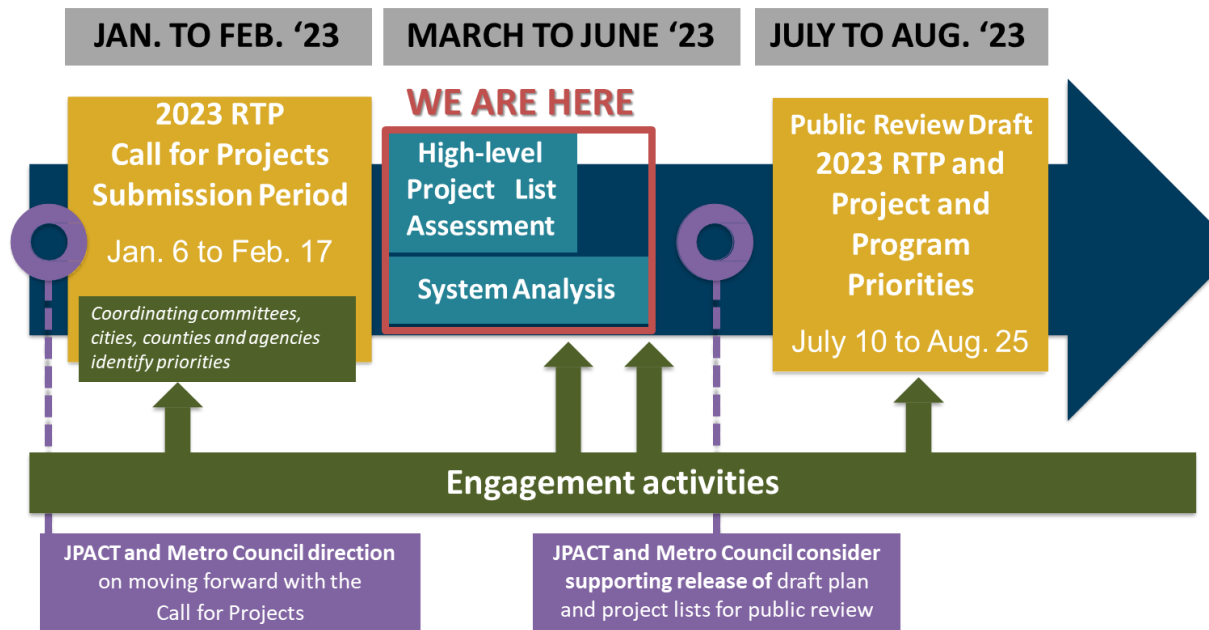 JAN. TO FEB. ‘23
MARCH TO JUNE ‘23
JULY TO AUG. ‘23
2023 RTP
Call for Projects
Submission Period
Jan. 6 to Feb. 17
Coordinating committees,
cities, counties and agencies
identify priorities
WE ARE HERE
High-level
Project List
Assessment
System Analysis
Public Review Draft
2023 RTP and
Project and
Program
Priorities
July 10 to Aug. 25
Engagement activities
JPACT and Metro Council direction
on moving forward with the
Call for Projects
JPACT and Metro Council consider
supporting release of draft plan
and project lists for public review